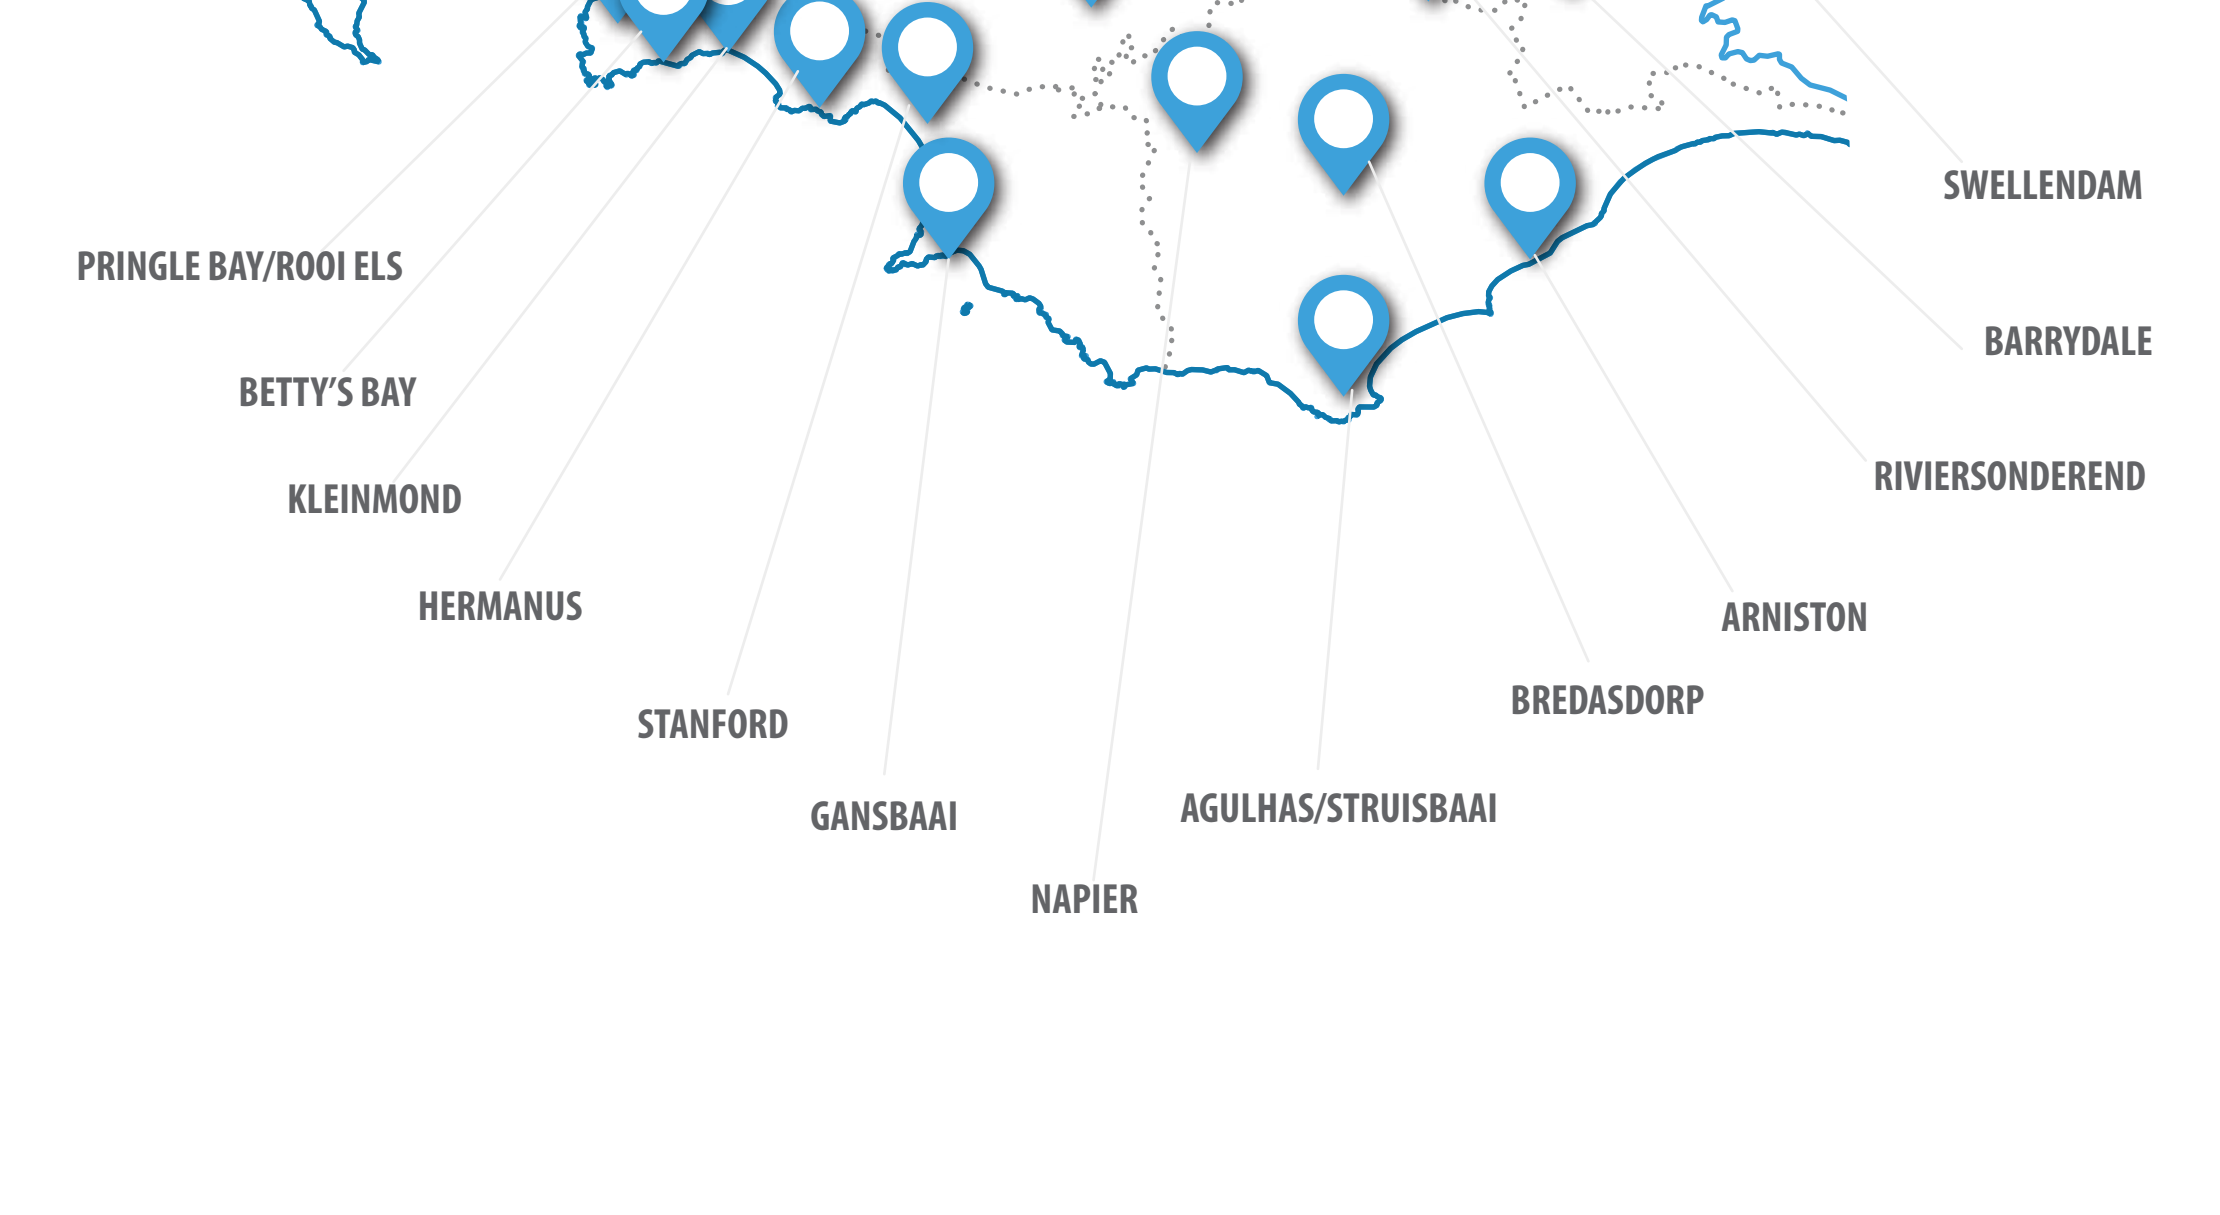 SWELLENDAM
PRINGLE BAY/ROOI ELS
BARRYDALE
BETTY’S BAY
RIVIERSONDEREND
KLEINMOND
HERMANUS
ARNISTON
BREDASDORP
STANFORD
AGULHAS/STRUISBAAI
GANSBAAI
NAPIER